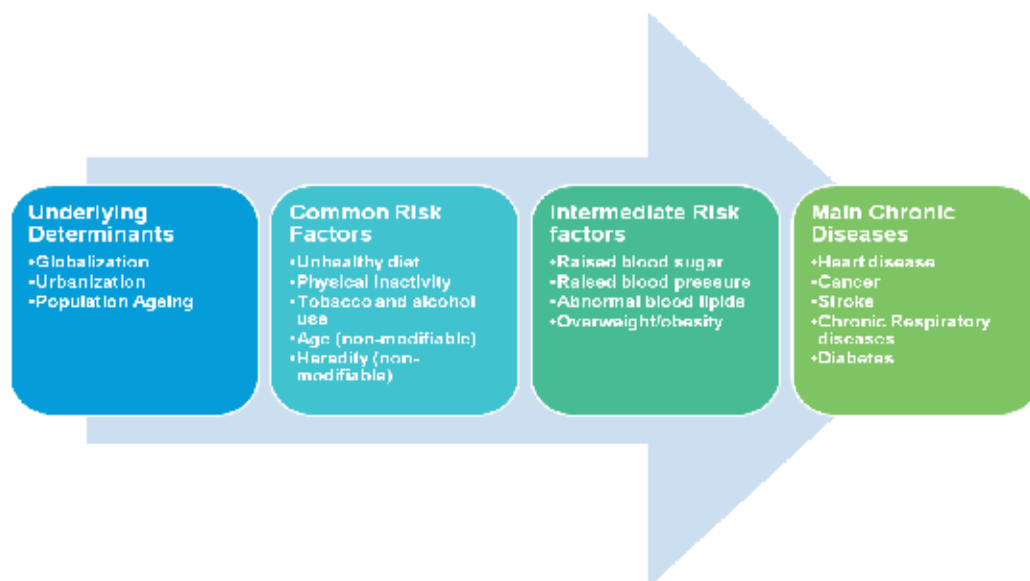 Underlying
Determinants
•Globalization
•Urbanization
•Population Ageing
Common Risk
Factors
•Unhealthy diet
•Physical Inactivity
•Tobacco and alcohol
use
•Age (non-modifiable)
•Heredity (non-
modifiable)
Intermediate Risk
factors
•Raised blood sugar
•Raised blood pressure
•Abnormal blood lipids
•Overweight/obesity
Main Chronic
Diseases
•Heart disease
•Cancer
•Stroke
•Chronic Respiratory
diseases
•Diabetes